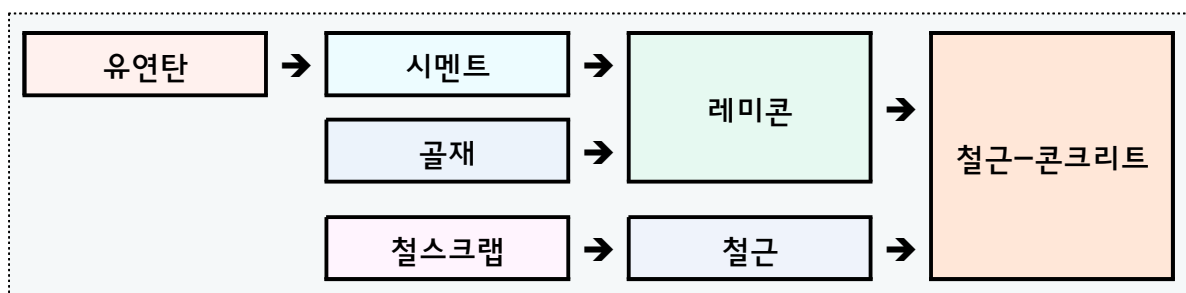 유연탄 ➔ 시멘트 ➔
레미콘 ➔
골재 ➔
철근-콘크리트
철스크랩 ➔ 철근 ➔